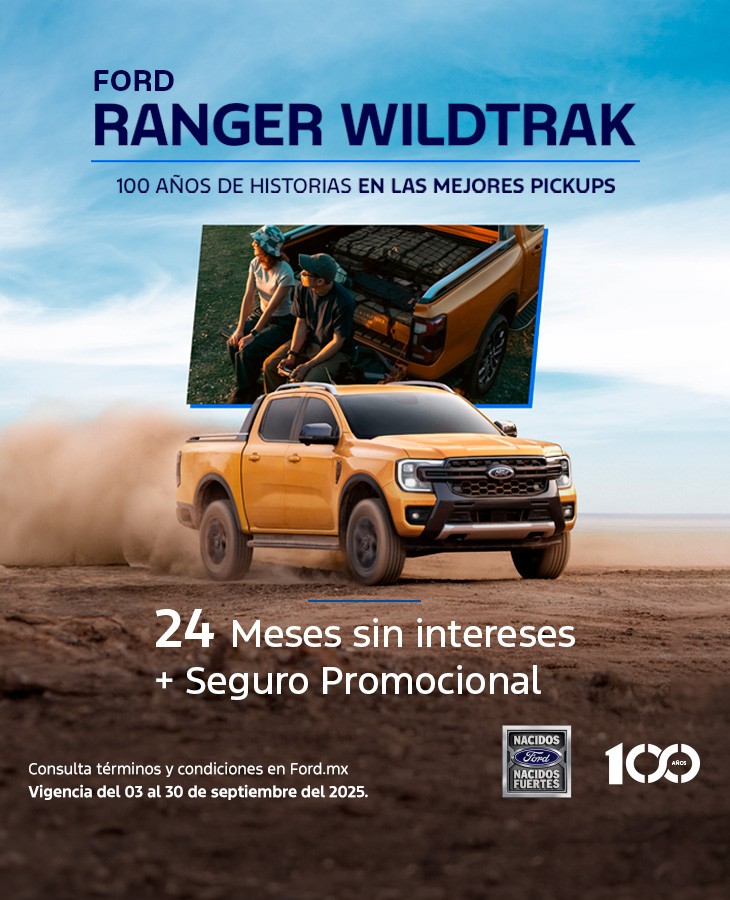 FORD
RANGER WILDTRAK
100 AÑOS DE HISTORIAS EN LAS MEJORES PICKUPS
24 Meses sin intereses
+ Seguro Promocional
Consulta términos y condiciones en Ford.mx
Vigencia del 03 al 30 de septiembre del 2025.
NACIDOS
Ford
NACIDOS
FUERTES
100 AÑOS